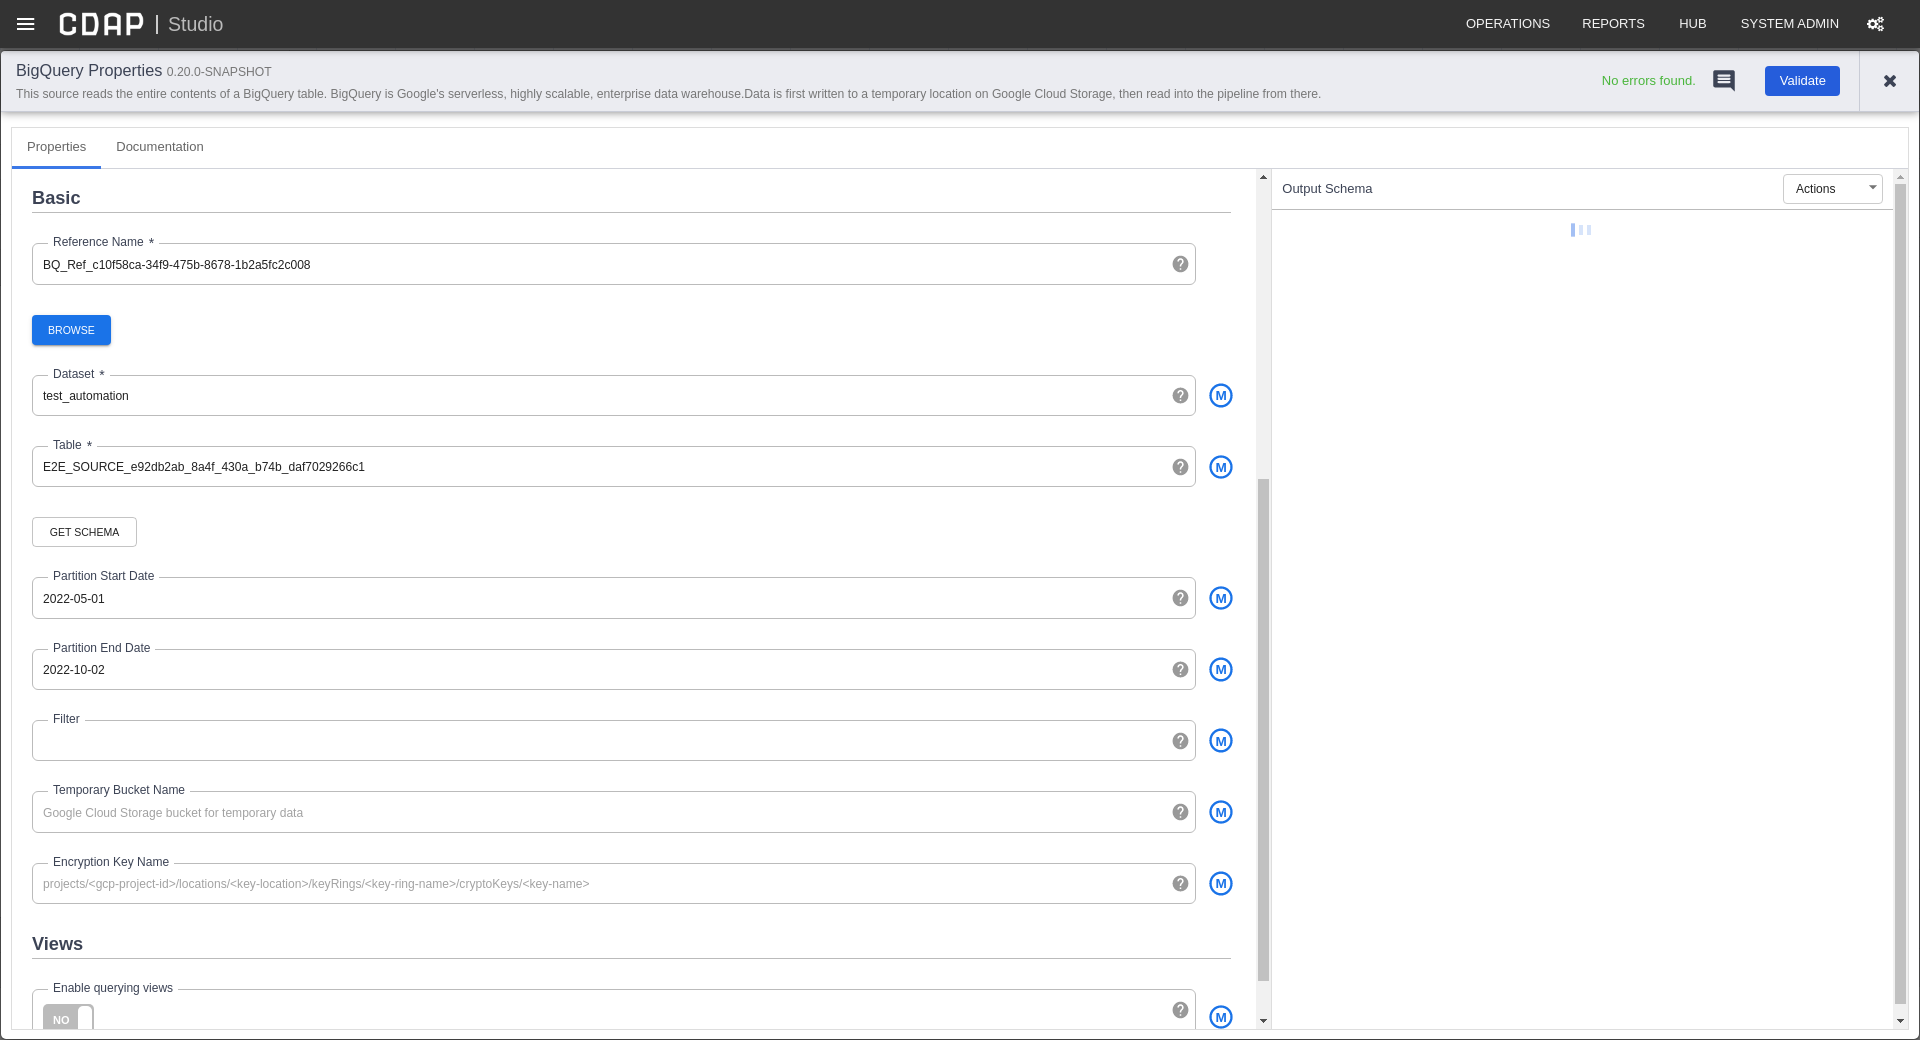 CDAP | Studio
OPERATIONS REPORTS HUB SYSTEM ADMIN
BigQuery Properties 0.20.0-SNAPSHOT
This source reads the entire contents of a BigQuery table. BigQuery is Google's serverless, highly scalable, enterprise data warehouse.Data is first written to a temporary location on Google Cloud Storage, then read into the pipeline from there.
No errors found.
Validate
Properties Documentation
Basic
Reference Name *
BQ_Ref_c10f58ca-34f9-475b-8678-1b2a5fc2c008
?
BROWSE
Dataset *
test_automation
? M
Table *
E2E_SOURCE_e92db2ab_8a4f_430a_b74b_daf7029266c1
? M
GET SCHEMA
Partition Start Date
2022-05-01
? M
Partition End Date
2022-10-02
? M
Filter
? M
Temporary Bucket Name
Google Cloud Storage bucket for temporary data
? M
Encryption Key Name
projects/<gcp-project-id>/locations/<key-location>/keyRings/<key-ring-name>/cryptoKeys/<key-name>
? M
Views
Enable querying views
NO
? M
Output Schema
Actions